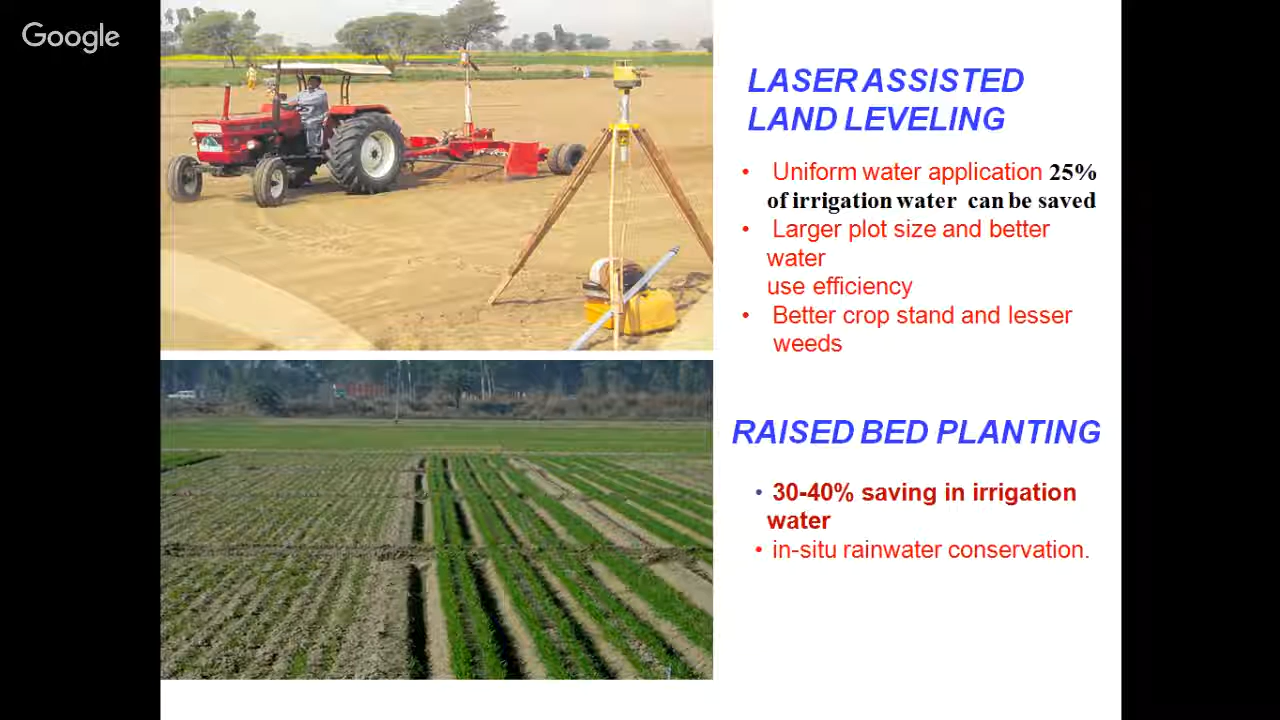 Google
LASER ASSISTED
LAND LEVELING
• Uniform water application 25%
of irrigation water can be saved
• Larger plot size and better
water
use efficiency
• Better crop stand and lesser
weeds
RAISED BED PLANTING
• 30-40% saving in irrigation
water
• in-situ rainwater conservation.